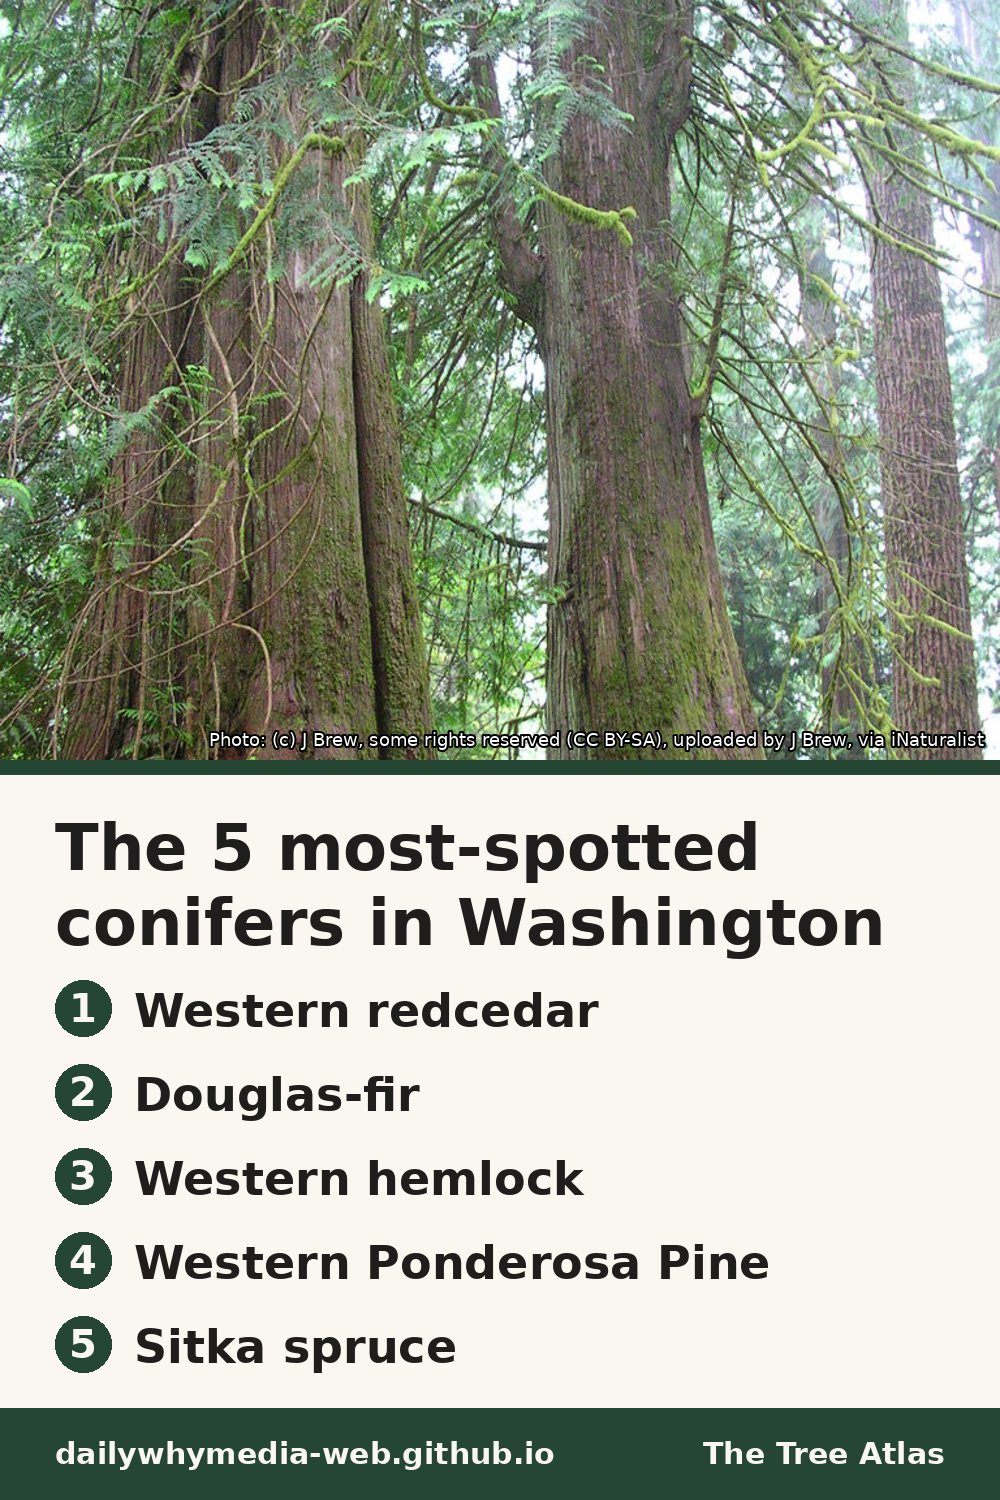 Photo: (c) J Brew, some rights reserved (CC BY-SA), uploaded by J Brew, via iNaturalist
The 5 most-spotted
conifers in Washington
1 Western redcedar
2 Douglas-fir
3 Western hemlock
4 Western Ponderosa Pine
5 Sitka spruce
dailywhymedia-web.github.io The Tree Atlas